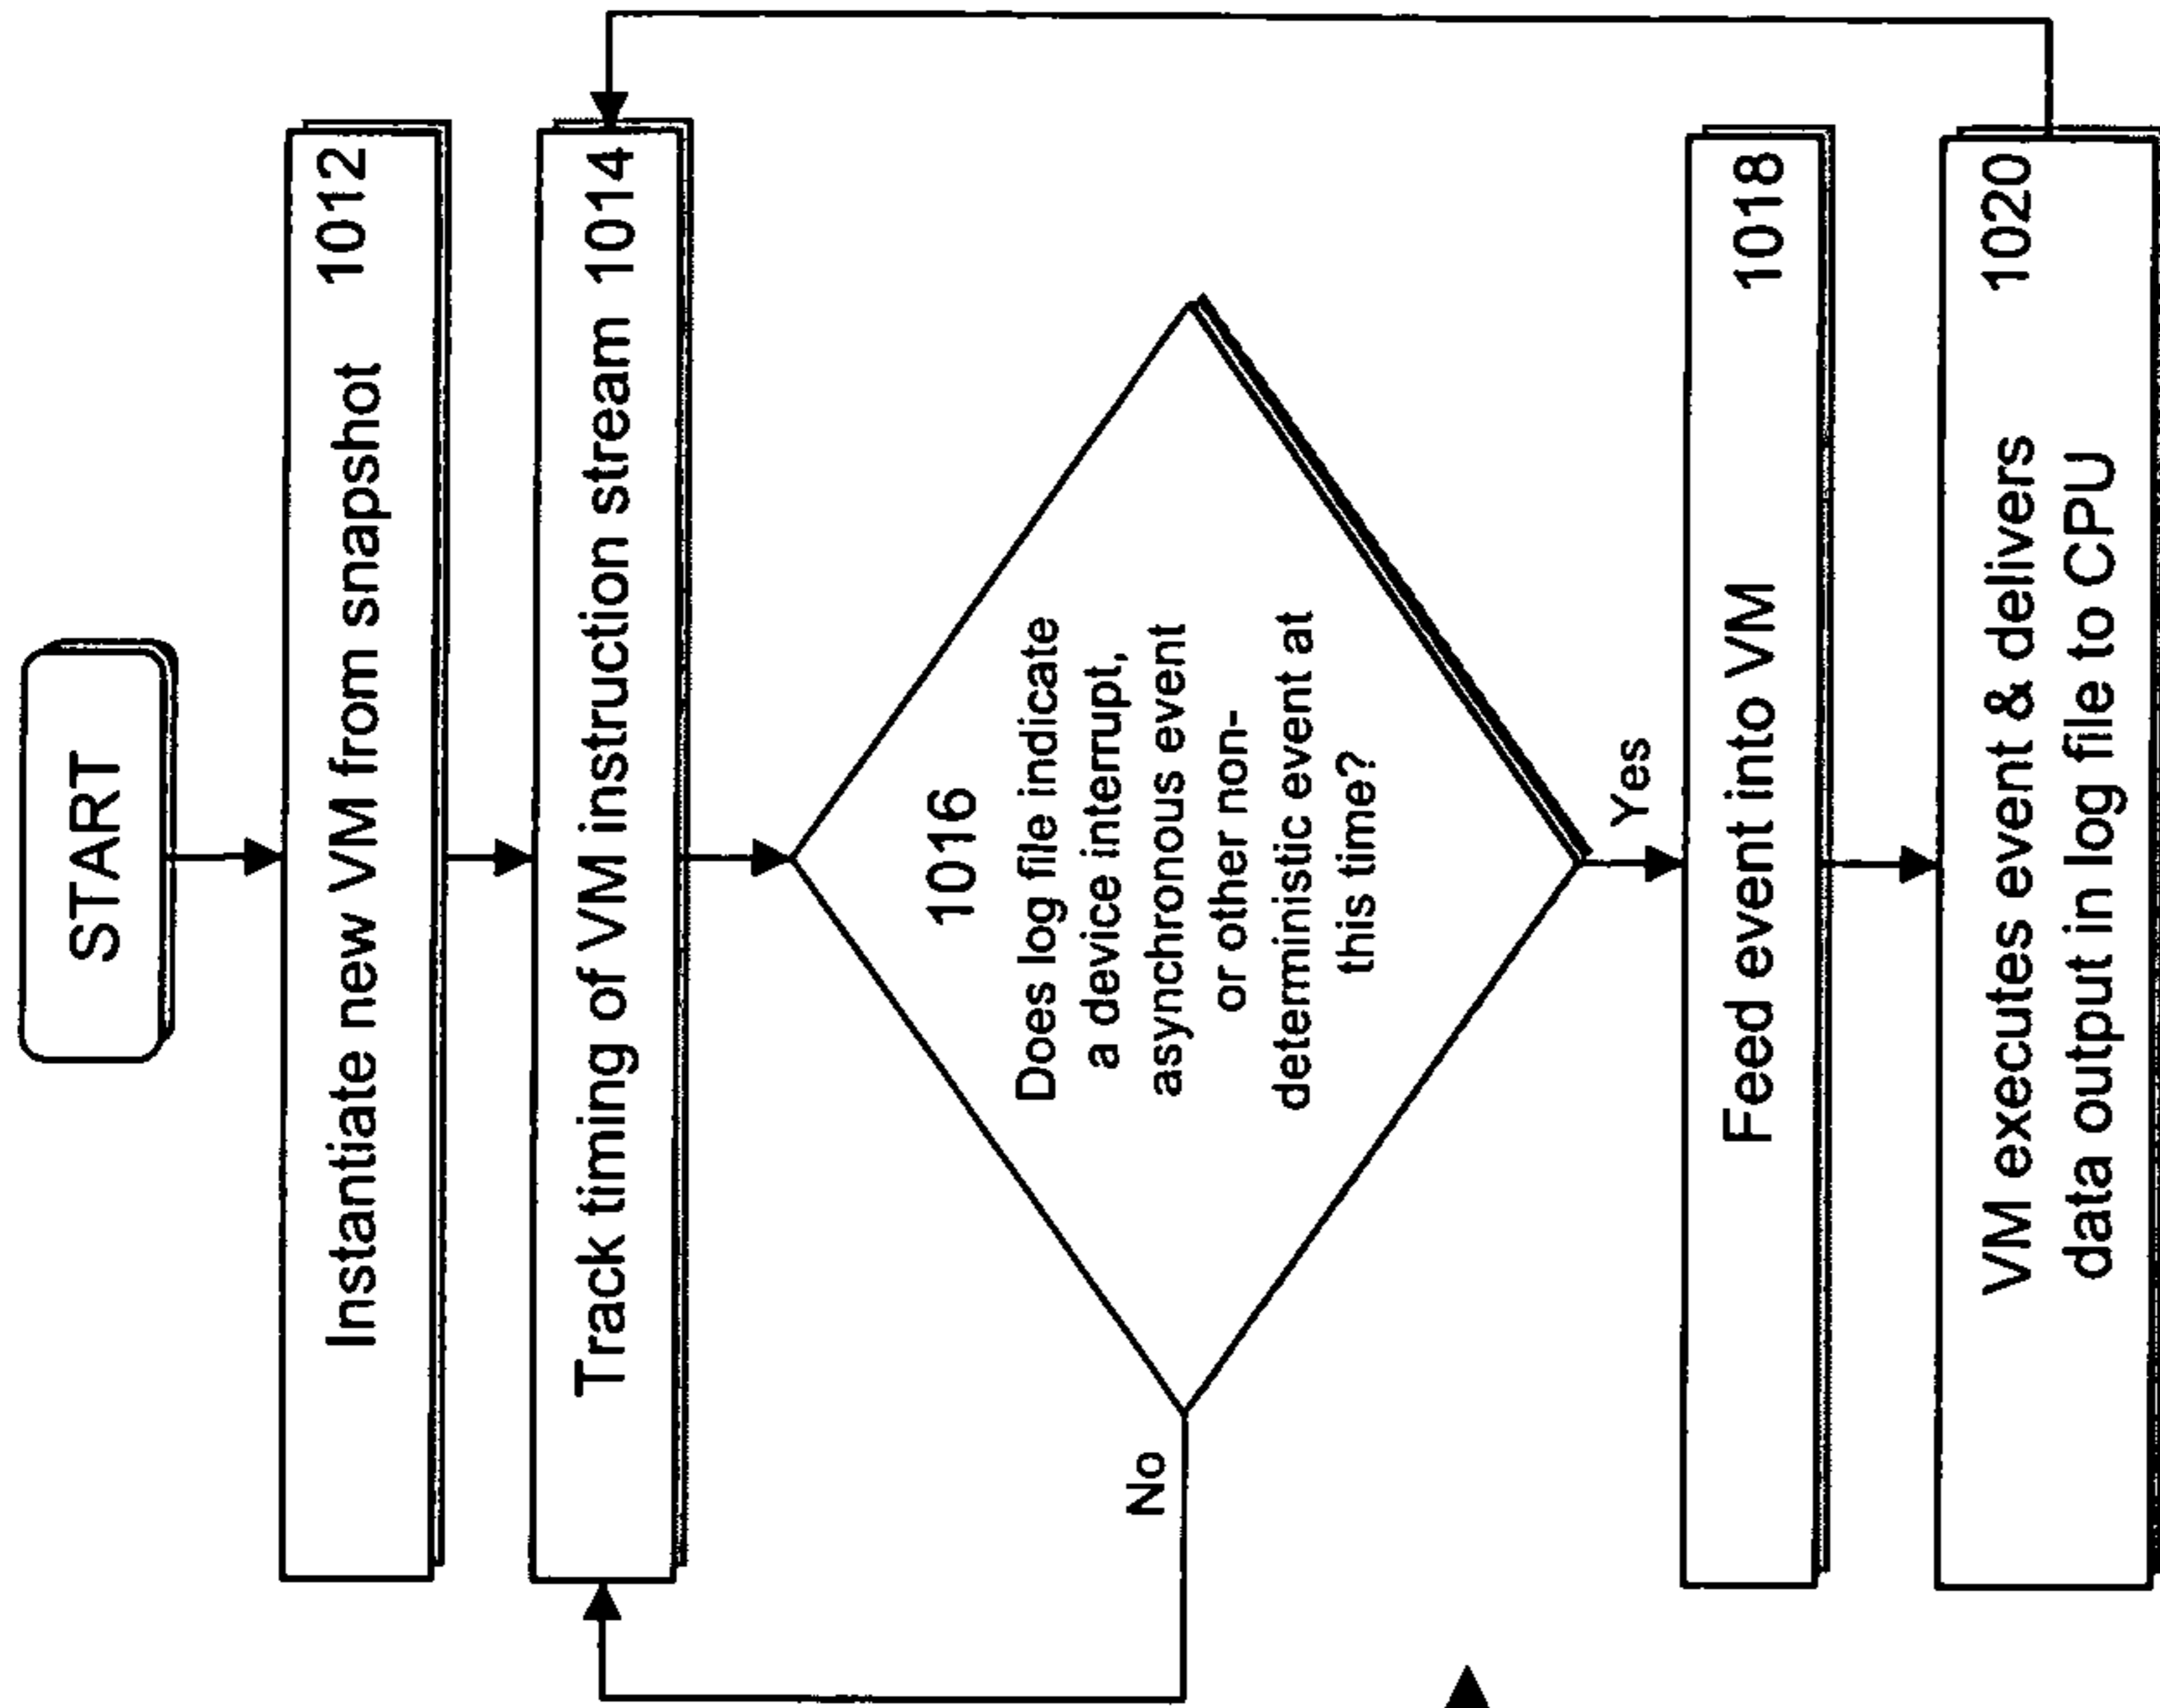 START
Instantiate new VM from snapshot 1012
Track timing of VM instruction stream 1014
1016
Does log file indicate
a device interrupt,
asynchronous event
or other non-
deterministic event at
this time?
No
Yes
Feed event into VM 1018
VM executes event & delivers 1020
data output in log file to CPU